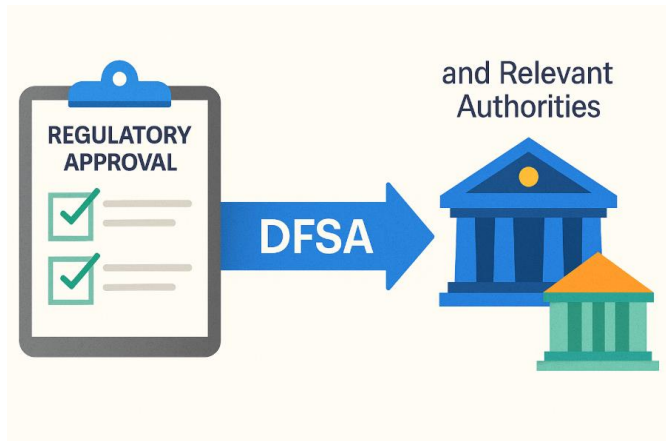 REGULATORY
APPROVAL
DFSA
and Relevant
Authorities